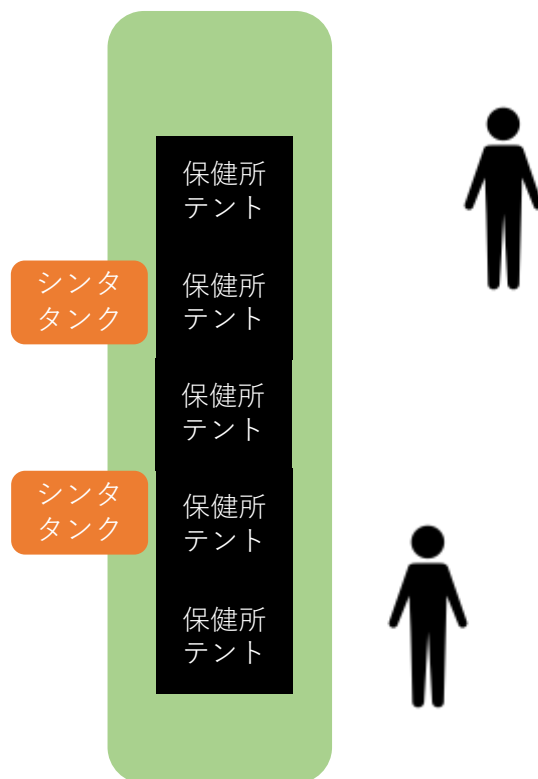 保健所
テント
シンタ
タンク
保健所
テント
保健所
テント
シンタ
タンク
保健所
テント
保健所
テント